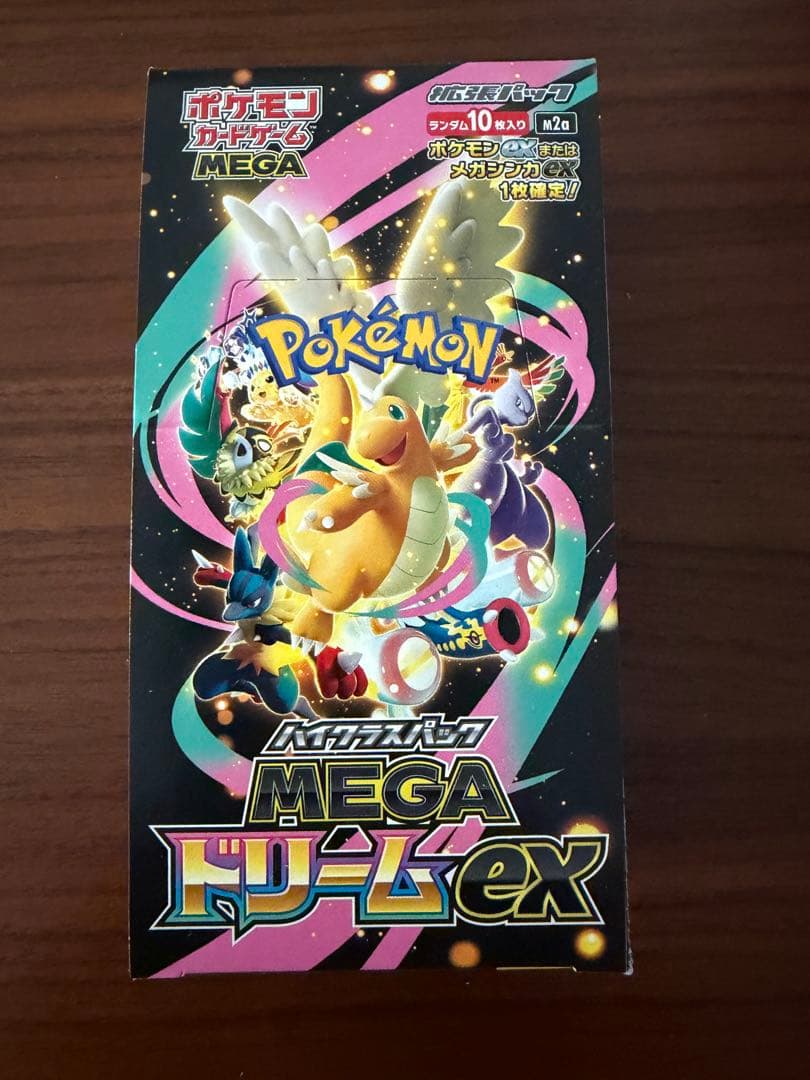 ポケモン
カードゲーム
MEGA
拡張パック
ランダム10枚入り M2a
ポケモンexまたは
メガシンカex
1枚確定!
POKéMON
TM
ハイクラスパック
MEGA
ドリームex